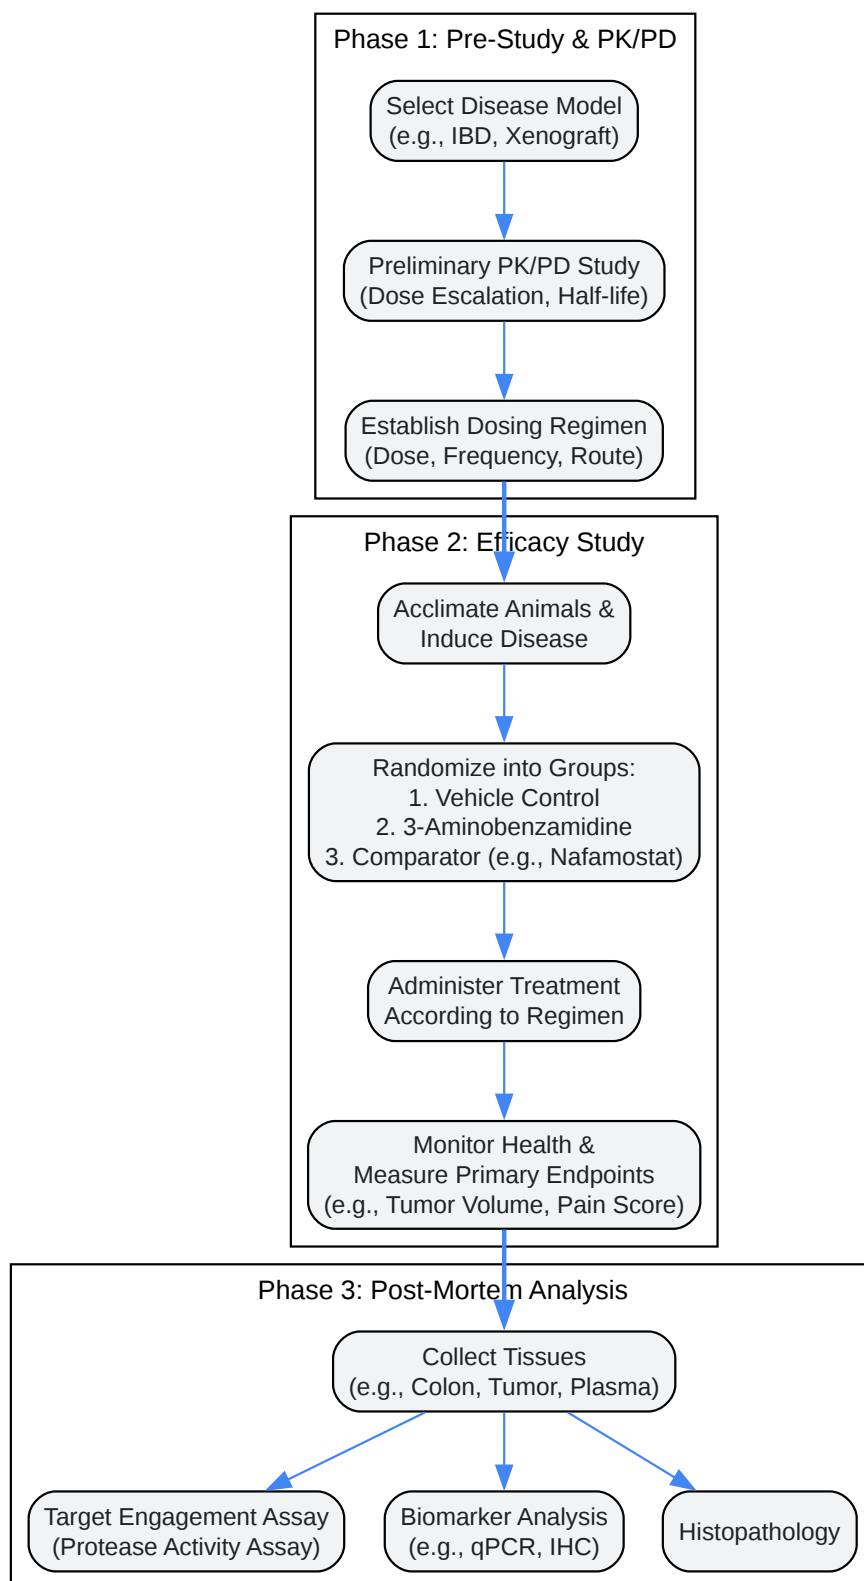 Phase 1: Pre-Study & PK/PD
Select Disease Model
(e.g., IBD, Xenograft)
Preliminary PK/PD Study
(Dose Escalation, Half-life)
Establish Dosing Regimen
(Dose, Frequency, Route)
Phase 2: Efficacy Study
Acclimate Animals &
Induce Disease
Randomize into Groups:
1. Vehicle Control
2. 3-Aminobenzamidine
3. Comparator (e.g., Nafamostat)
Administer Treatment
According to Regimen
Monitor Health &
Measure Primary Endpoints
(e.g., Tumor Volume, Pain Score)
Phase 3: Post-Mortem Analysis
Collect Tissues
(e.g., Colon, Tumor, Plasma)
Target Engagement Assay
(Protease Activity Assay)
Biomarker Analysis
(e.g., qPCR, IHC)
Histopathology